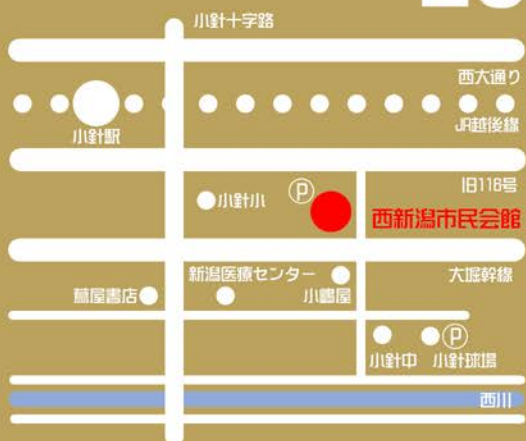 小針十字路
西大通り
小針駅
JR越後線
旧116号
小針小
Ⓟ
西新潟市民会館
新潟医療センター
大堀幹線
蔦屋書店
小嶋屋
Ⓟ
小針中
小針球場
西川